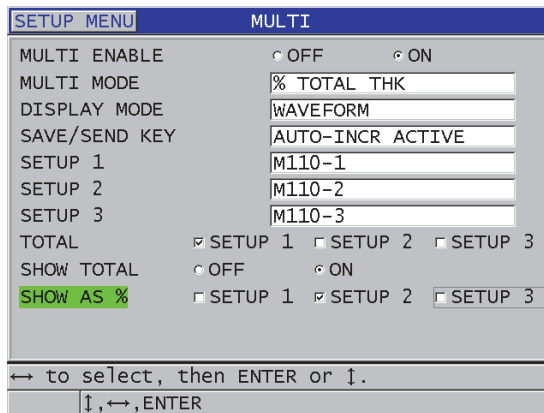 SETUP MENU MULTI
MULTI ENABLE OFF ON
MULTI MODE % TOTAL THK
DISPLAY MODE WAVEFORM
SAVE/SEND KEY AUTO-INCR ACTIVE
SETUP 1 M110-1
SETUP 2 M110-2
SETUP 3 M110-3
TOTAL SETUP 1 SETUP 2 SETUP 3
SHOW TOTAL OFF ON
SHOW AS % SETUP 1 SETUP 2 SETUP 3
↔ to select, then ENTER or ↕.
↕,↔,ENTER